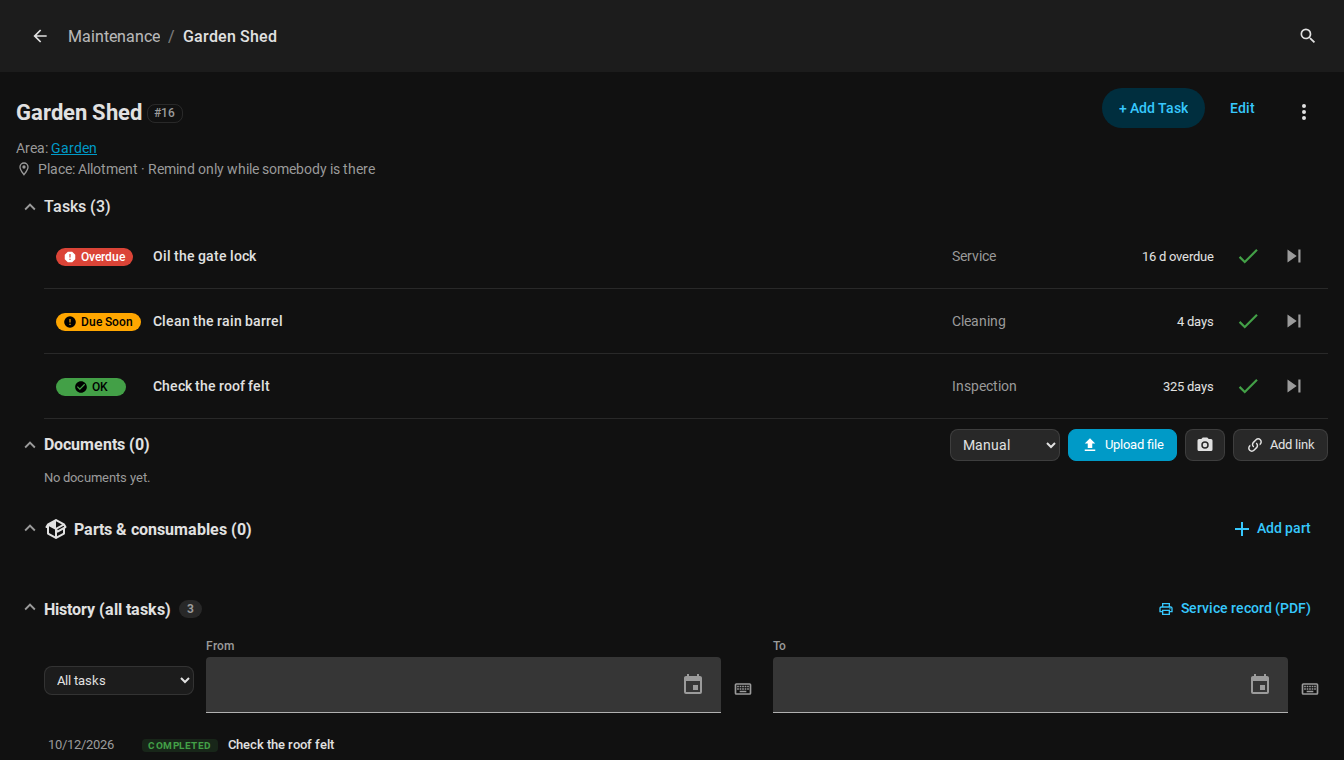 Maintenance / Garden Shed
Garden Shed #16
+ Add Task
Edit
Area: Garden
Place: Allotment · Remind only while somebody is there
Tasks (3)
Overdue Oil the gate lock Service 16 d overdue
Due Soon Clean the rain barrel Cleaning 4 days
OK Check the roof felt Inspection 325 days
Documents (0) Manual Upload file Add link
No documents yet.
Parts & consumables (0) Add part
History (all tasks) 3 Service record (PDF)
From To
All tasks
10/12/2026 COMPLETED Check the roof felt